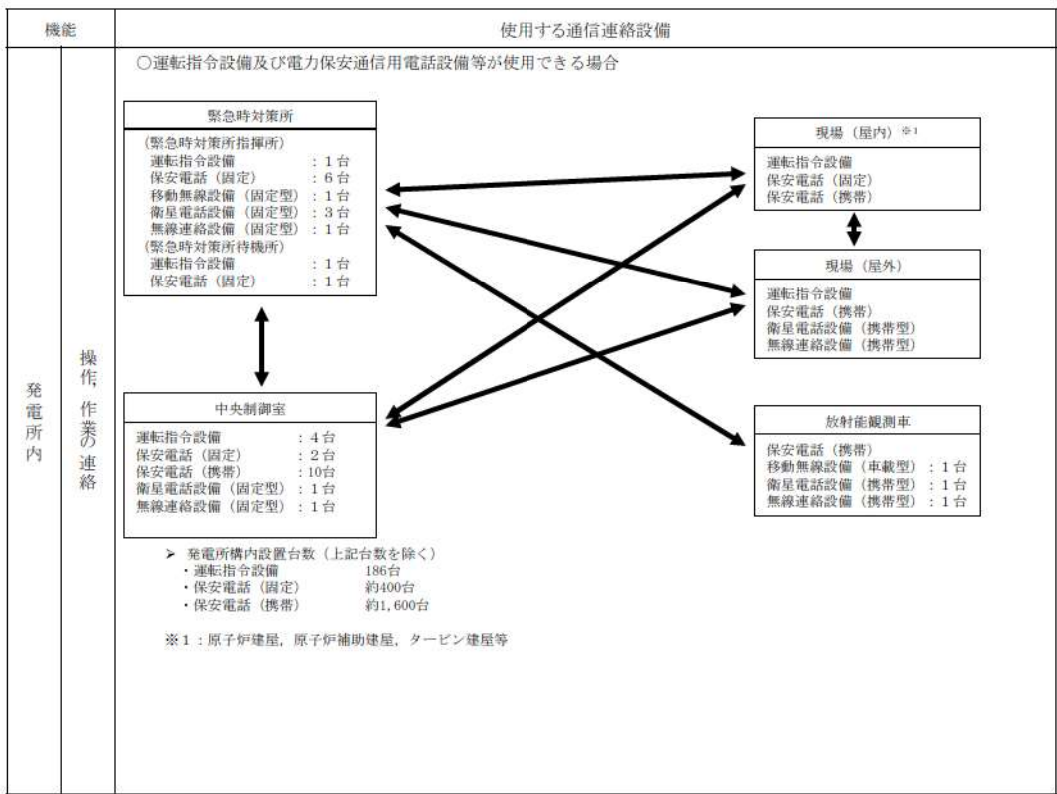 機能
使用する通信連絡設備
発電所内
操作，作業の連絡
○運転指令設備及び電力保安通信用電話設備等が使用できる場合
緊急時対策所
(緊急時対策所指揮所)
運転指令設備 : 1台
保安電話（固定） : 6台
移動無線設備（固定型） : 1台
衛星電話設備（固定型） : 3台
無線連絡設備（固定型） : 1台
(緊急時対策所待機所)
運転指令設備 : 1台
保安電話（固定） : 1台
中央制御室
運転指令設備 : 4台
保安電話（固定） : 2台
保安電話（携帯） : 10台
衛星電話設備（固定型） : 1台
無線連絡設備（固定型） : 1台
現場（屋内）※1
運転指令設備
保安電話（固定）
保安電話（携帯）
現場（屋外）
運転指令設備
保安電話（携帯）
衛星電話設備（携帯型）
無線連絡設備（携帯型）
放射能観測車
保安電話（携帯）
移動無線設備（車載型） : 1台
衛星電話設備（携帯型） : 1台
無線連絡設備（携帯型） : 1台
➢ 発電所構内設置台数（上記台数を除く）
・運転指令設備 186台
・保安電話（固定） 約400台
・保安電話（携帯） 約1,600台
※1：原子炉建屋，原子炉補助建屋，タービン建屋等